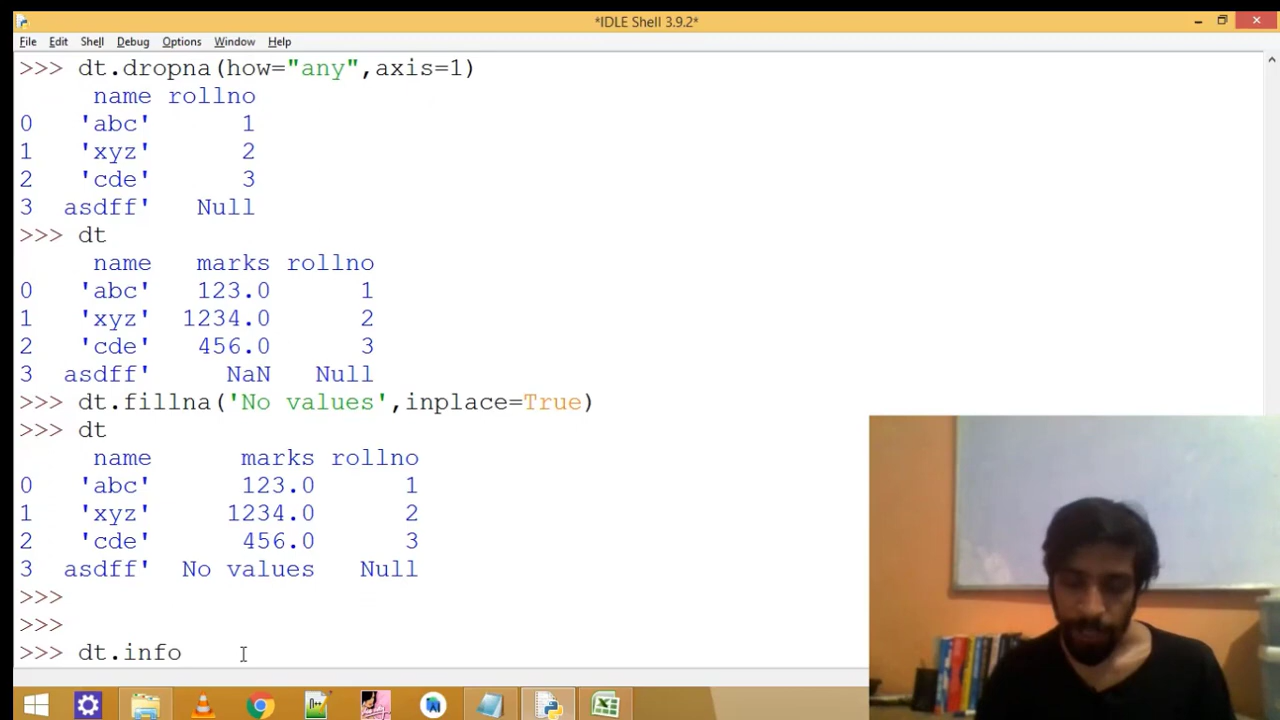 *IDLE Shell 3.9.2*
File Edit Shell Debug Options Window Help
>>> dt.dropna(how="any",axis=1)
name rollno
0 'abc' 1
1 'xyz' 2
2 'cde' 3
3 asdff' Null
>>> dt
name marks rollno
0 'abc' 123.0 1
1 'xyz' 1234.0 2
2 'cde' 456.0 3
3 asdff' NaN Null
>>> dt.fillna('No values',inplace=True)
>>> dt
name marks rollno
0 'abc' 123.0 1
1 'xyz' 1234.0 2
2 'cde' 456.0 3
3 asdff' No values Null
>>>
>>>
>>> dt.info